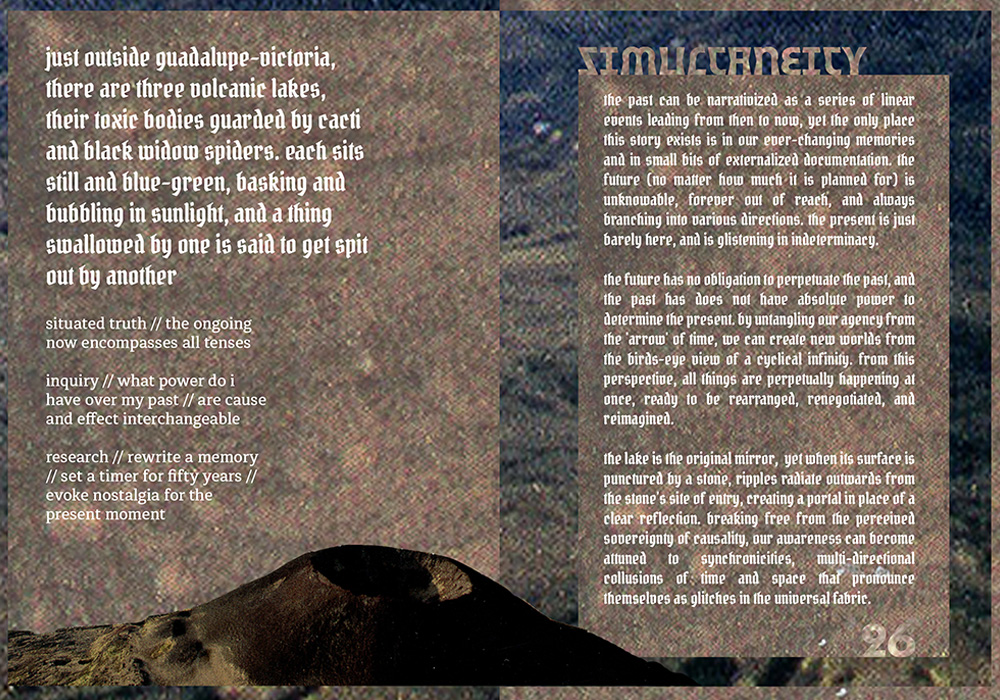 just outside guadalupe-victoria,
there are three volcanic lakes,
their toxic bodies guarded by cacti
and black widow spiders. each sits
still and blue-green, basking and
bubbling in sunlight, and a thing
swallowed by one is said to get spit
out by another
situated truth // the ongoing
now encompasses all tenses
inquiry // what power do i
have over my past // are cause
and effect interchangeable
research // rewrite a memory
// set a timer for fifty years //
evoke nostalgia for the
present moment
SIMULTANEITY
the past can be narrativized as a series of linear
events leading from then to now, yet the only place
this story exists is in our ever-changing memories
and in small bits of externalized documentation. the
future (no matter how much it is planned for) is
unknowable, forever out of reach, and always
branching into various directions. the present is just
barely here, and is glistening in indeterminacy.
the future has no obligation to perpetuate the past, and
the past has does not have absolute power to
determine the present. by untangling our agency from
the 'arrow' of time, we can create new worlds from
the birds-eye view of a cyclical infinity. from this
perspective, all things are perpetually happening at
once, ready to be rearranged, renegotiated, and
reimagined.
the lake is the original mirror, yet when its surface is
punctured by a stone, ripples radiate outwards from
the stone's site of entry, creating a portal in place of a
clear reflection. breaking free from the perceived
sovereignty of causality, our awareness can become
attuned to synchronicities, multi-directional
collusions of time and space that pronounce
themselves as glitches in the universal fabric.
26